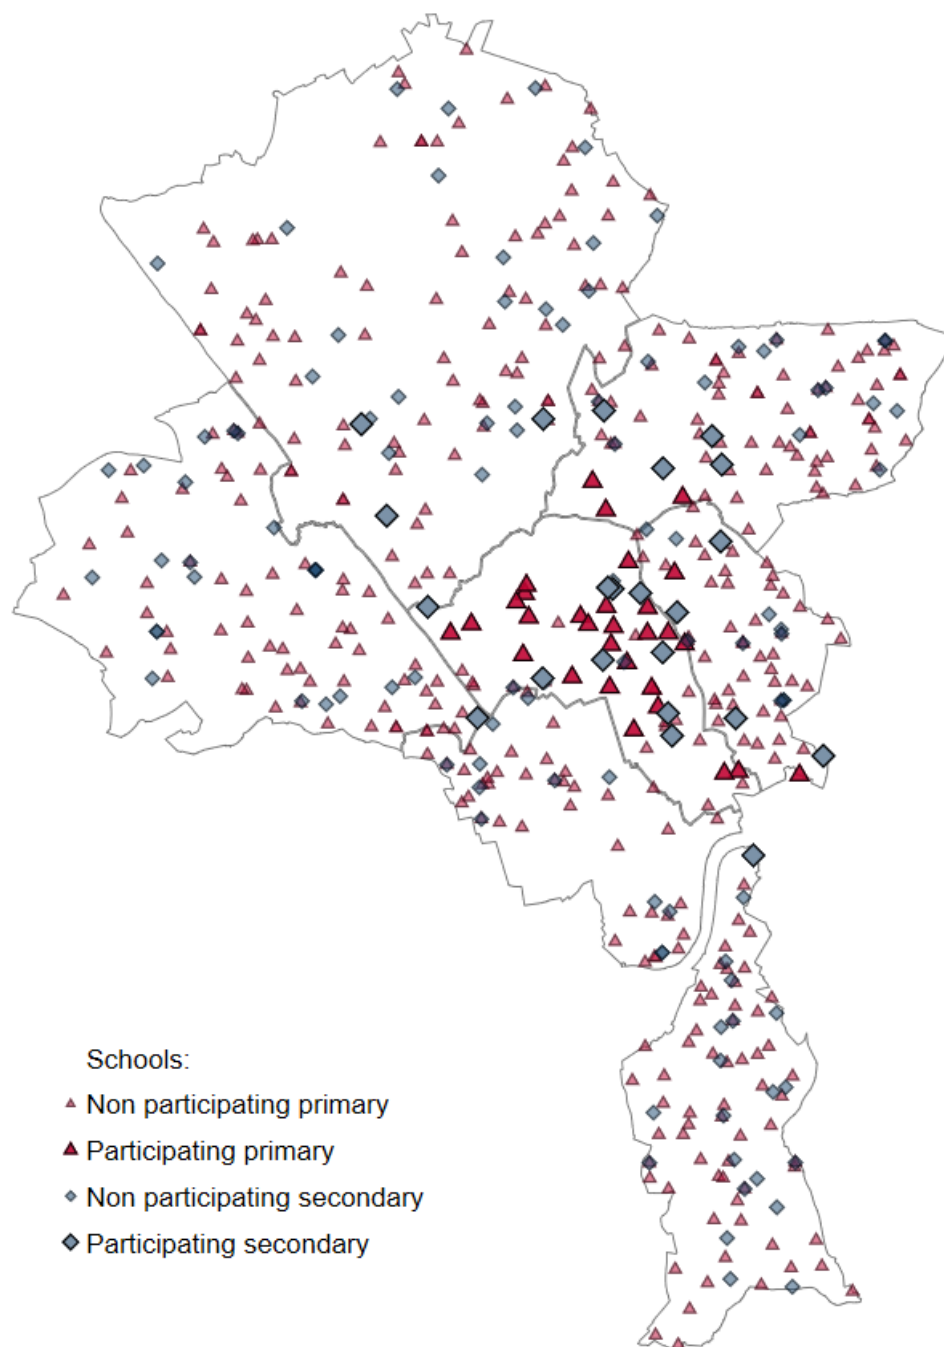 Schools:
Non participating primary
Participating primary
Non participating secondary
Participating secondary